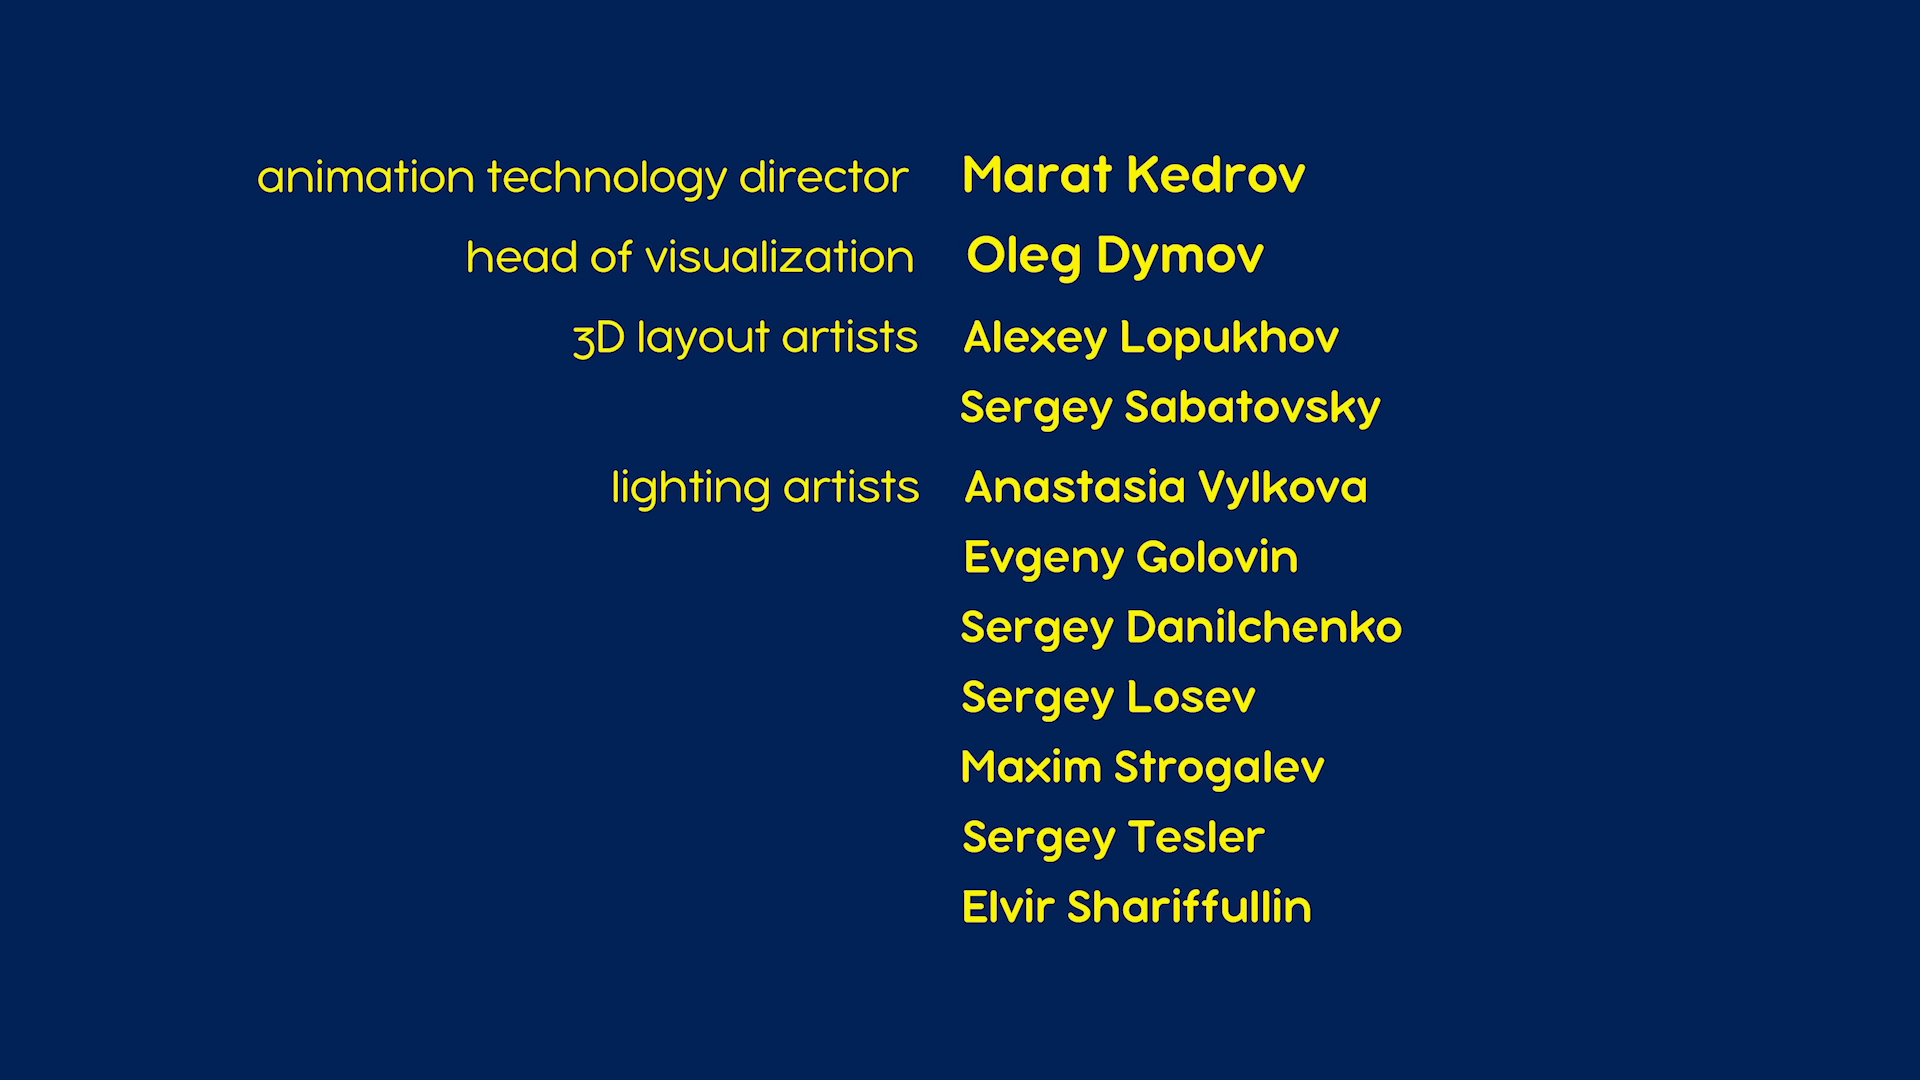 animation technology director Marat Kedrov
head of visualization Oleg Dymov
3D layout artists Alexey Lopukhov
Sergey Sabatovsky
lighting artists Anastasia Vylkova
Evgeny Golovin
Sergey Danilchenko
Sergey Losev
Maxim Strogalev
Sergey Tesler
Elvir Shariffullin